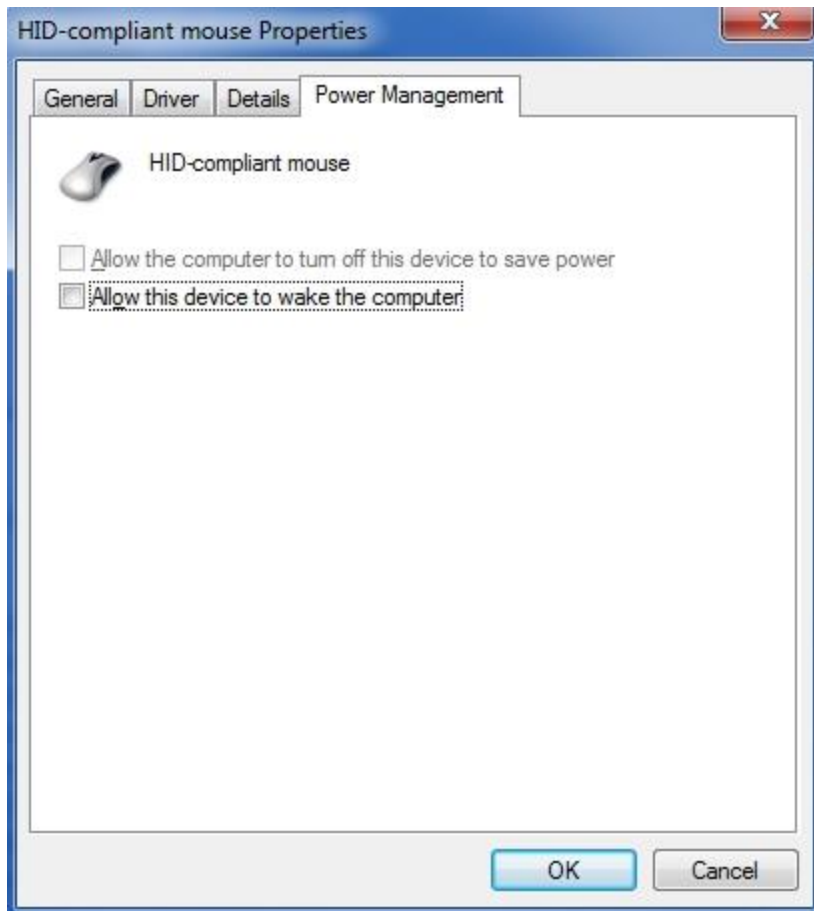 HID-compliant mouse Properties
General Driver Details Power Management
HID-compliant mouse
Allow the computer to turn off this device to save power
Allow this device to wake the computer
OK Cancel